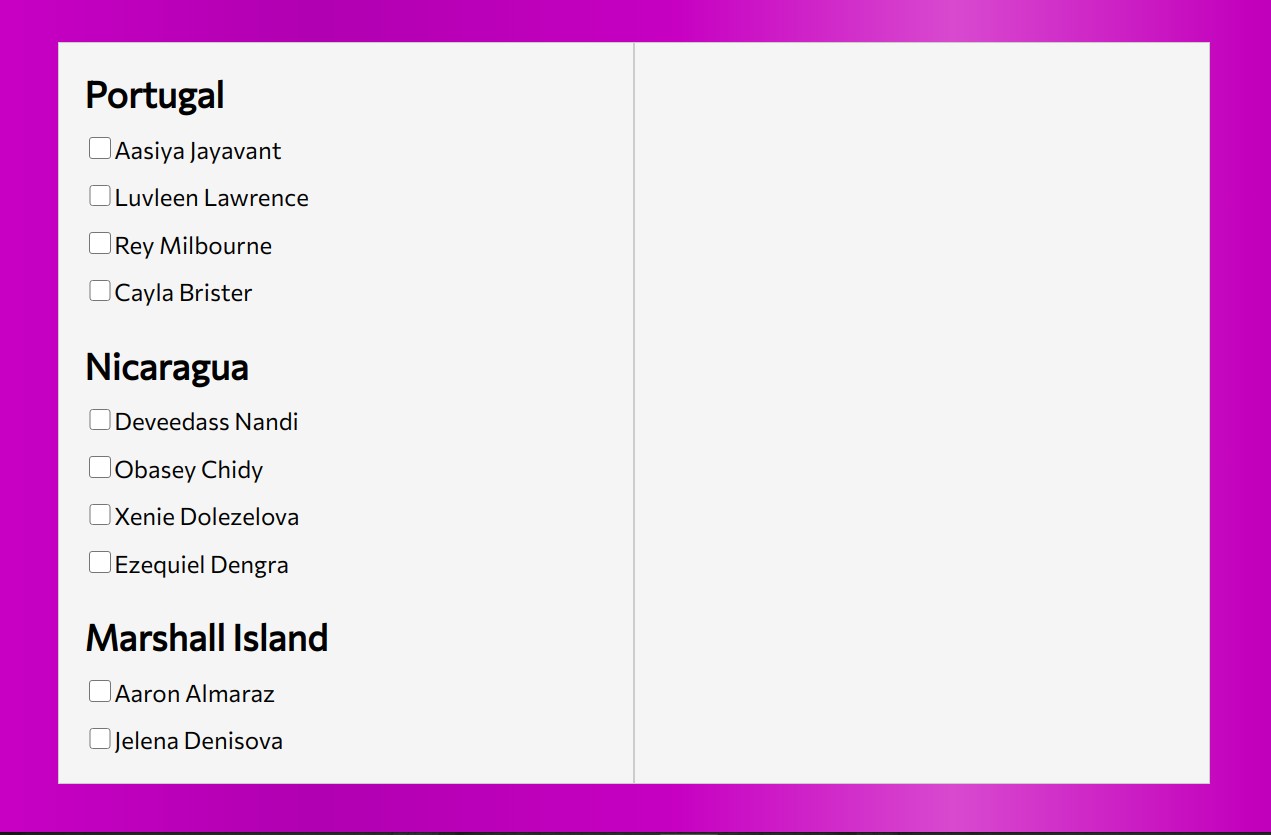 Portugal
Aasiya Jayavant
Luvleen Lawrence
Rey Milbourne
Cayla Brister
Nicaragua
Deveedass Nandi
Obasey Chidy
Xenie Dolezelova
Ezequiel Dengra
Marshall Island
Aaron Almaraz
Jelena Denisova